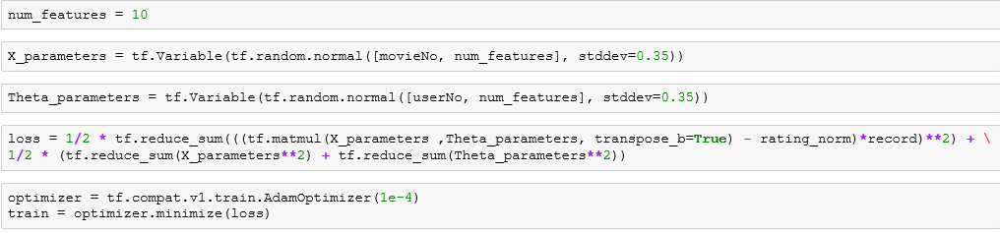 num_features = 10
X_parameters = tf.Variable(tf.random.normal([movieNo, num_features], stddev=0.35))
Theta_parameters = tf.Variable(tf.random.normal([userNo, num_features], stddev=0.35))
loss = 1/2 * tf.reduce_sum(((tf.matmul(X_parameters ,Theta_parameters, transpose_b=True) - rating_norm)*record)**2) + \
1/2 * (tf.reduce_sum(X_parameters**2) + tf.reduce_sum(Theta_parameters**2))
optimizer = tf.compat.v1.train.AdamOptimizer(1e-4)
train = optimizer.minimize(loss)